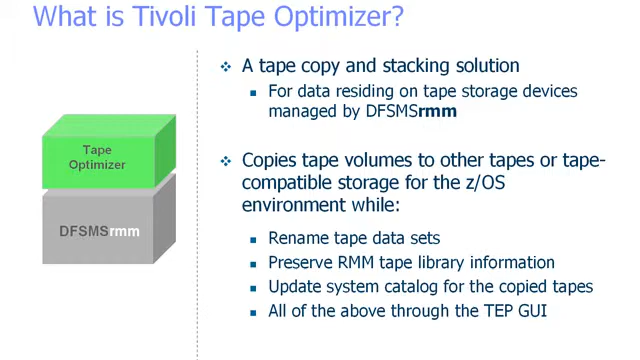 What is Tivoli Tape Optimizer?
A tape copy and stacking solution
For data residing on tape storage devices
managed by DFSMSrmm
Tape
Optimizer
DFSMSrmm
Copies tape volumes to other tapes or tape-
compatible storage for the z/OS
environment while:
Rename tape data sets
Preserve RMM tape library information
Update system catalog for the copied tapes
All of the above through the TEP GUI